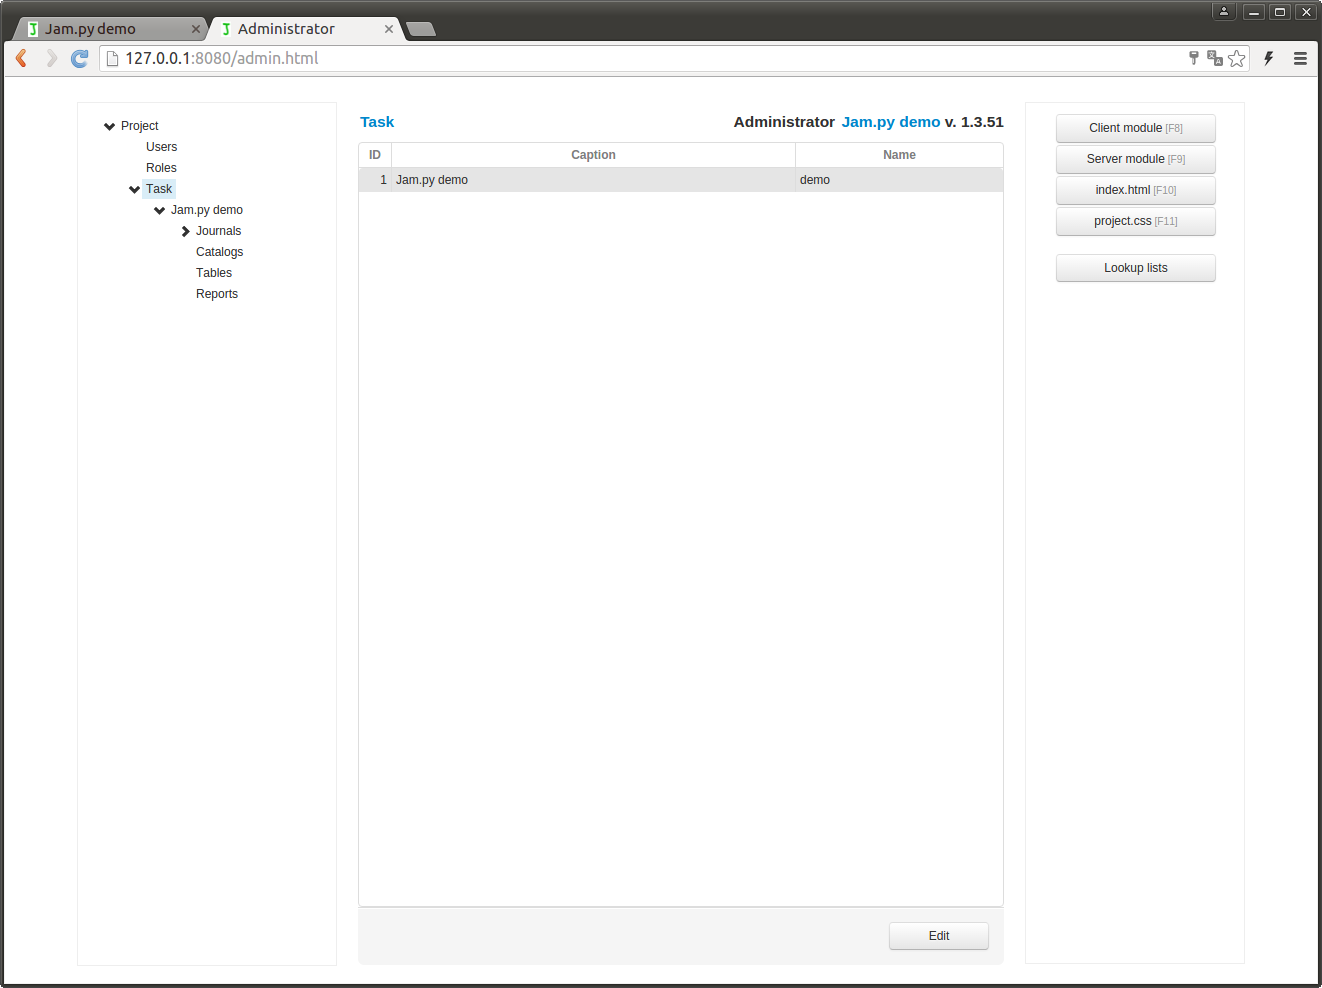 Jam.py demo
Administrator
127.0.0.1:8080/admin.html
Project
Users
Roles
Task
Jam.py demo
Journals
Catalogs
Tables
Reports
Task
Administrator Jam.py demo v. 1.3.51
ID Caption Name
1 Jam.py demo demo
Edit
Client module [F8]
Server module [F9]
index.html [F10]
project.css [F11]
Lookup lists